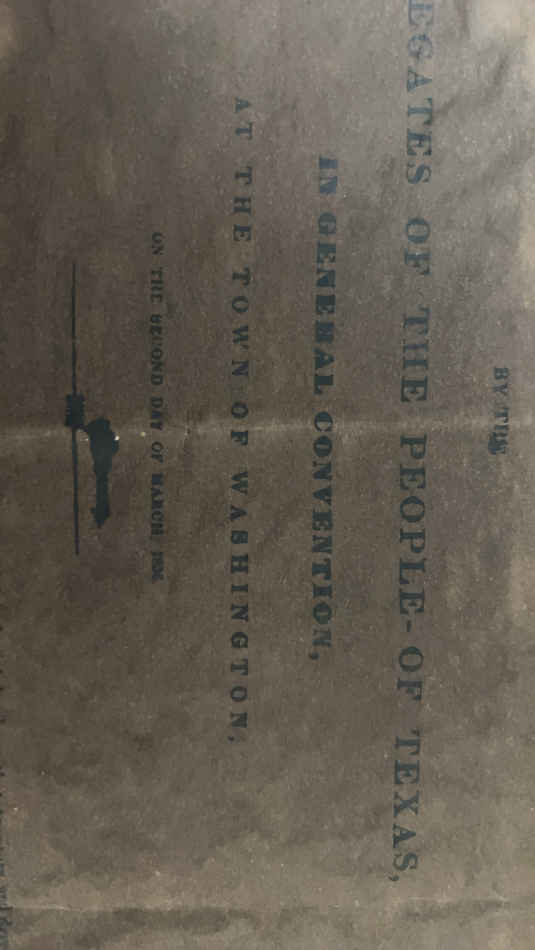 BY THE
EGATES OF THE PEOPLE OF TEXAS,
IN GENERAL CONVENTION,
AT THE TOWN OF WASHINGTON,
ON THE SECOND DAY OF MARCH 1836